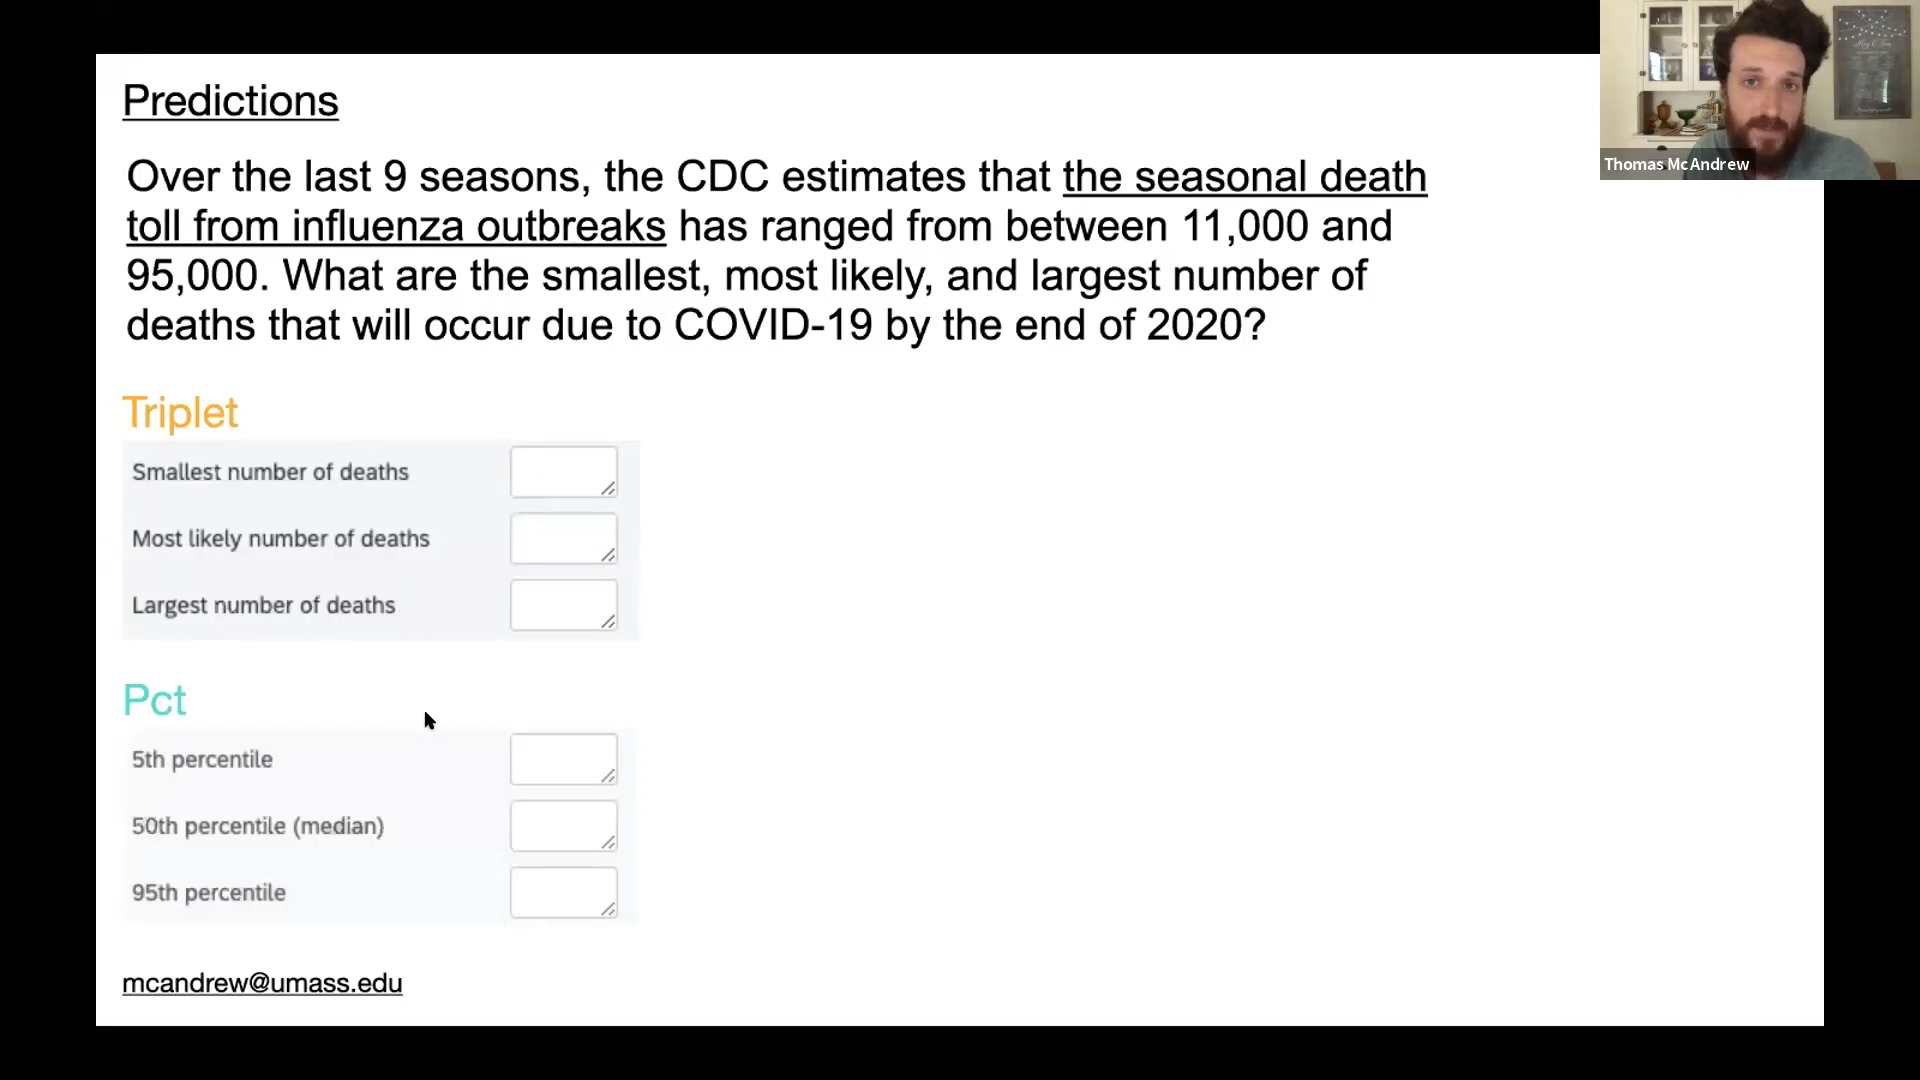 Predictions
Over the last 9 seasons, the CDC estimates that the seasonal death
toll from influenza outbreaks has ranged from between 11,000 and
95,000. What are the smallest, most likely, and largest number of
deaths that will occur due to COVID-19 by the end of 2020?
Triplet
Smallest number of deaths
Most likely number of deaths
Largest number of deaths
Pct
5th percentile
50th percentile (median)
95th percentile
mcandrew@umass.edu
Thomas McAndrew